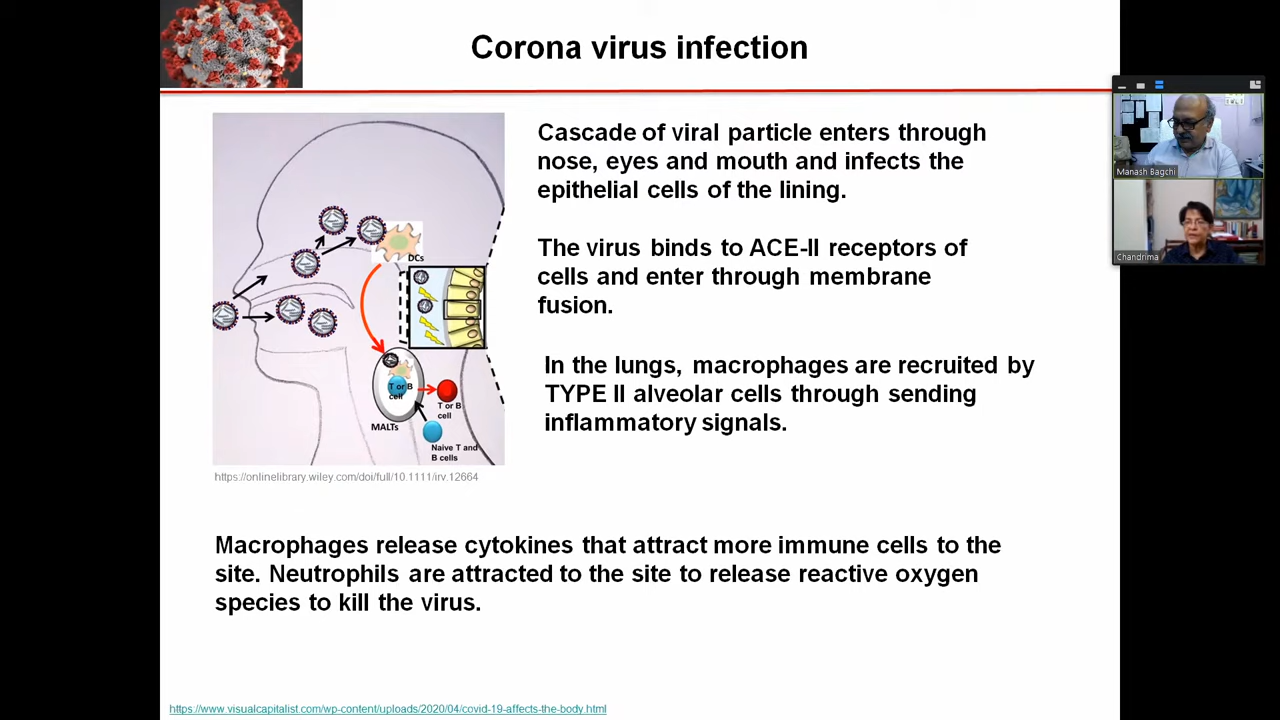 Corona virus infection
Cascade of viral particle enters through
nose, eyes and mouth and infects the
epithelial cells of the lining.
The virus binds to ACE-II receptors of
cells and enter through membrane
fusion.
In the lungs, macrophages are recruited by
TYPE II alveolar cells through sending
inflammatory signals.
DCs
T or B
cell
T or B
cell
MALTs
Naive T and
B cells
https://onlinelibrary.wiley.com/doi/full/10.1111/irv.12664
Macrophages release cytokines that attract more immune cells to the
site. Neutrophils are attracted to the site to release reactive oxygen
species to kill the virus.
https://www.visualcapitalist.com/wp-content/uploads/2020/04/covid-19-affects-the-body.html
Manash Bagchi
Chandrima